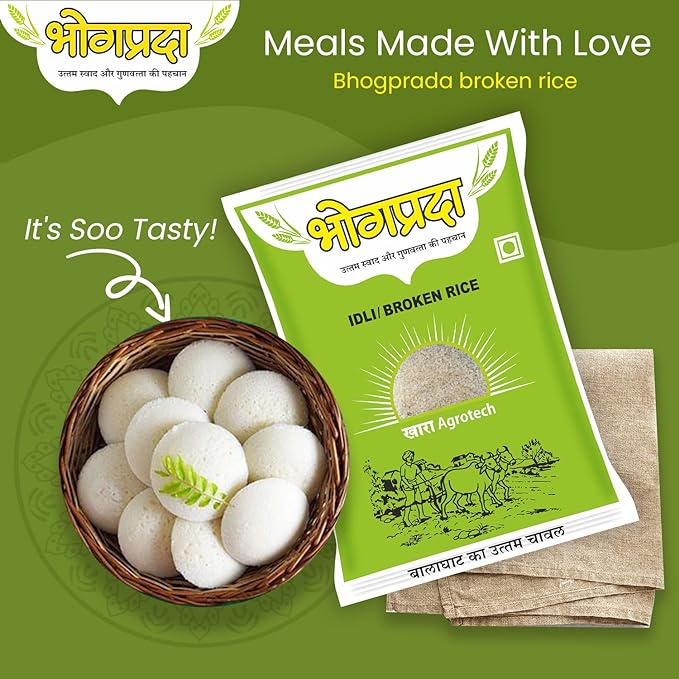 भोगप्रदा
उत्तम स्वाद और गुणवत्ता की पहचान
Meals Made With Love
Bhogprada broken rice
It's Soo Tasty!
भोगप्रदा
उत्तम स्वाद और गुणवत्ता की पहचान
IDLI/BROKEN RICE
खारा Agrotech
बालाघाट का उत्तम चावल